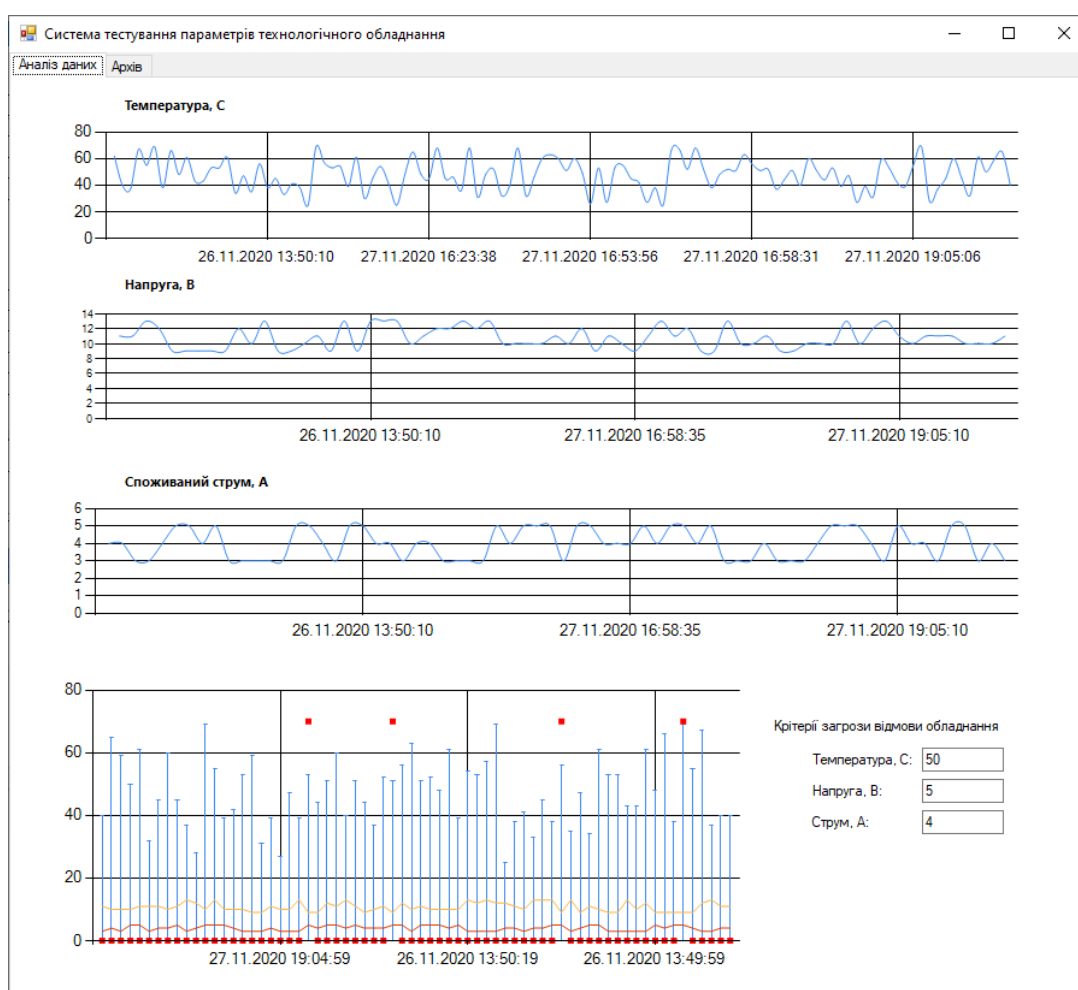 Система тестування параметрів технологічного обладнання
Аналіз даних Архів
Температура, С
80
60
40
20
0
26.11.2020 13:50:10 27.11.2020 16:23:38 27.11.2020 16:53:56 27.11.2020 16:58:31 27.11.2020 19:05:06
Напруга, В
14
12
10
8
6
4
2
0
26.11.2020 13:50:10 27.11.2020 16:58:35 27.11.2020 19:05:10
Споживаний струм, А
6
5
4
3
2
1
0
26.11.2020 13:50:10 27.11.2020 16:58:35 27.11.2020 19:05:10
80
60
40
20
0
27.11.2020 19:04:59 26.11.2020 13:50:19 26.11.2020 13:49:59
Крітерії загрози відмови обладнання
Температура, С: 50
Напруга, В: 5
Струм, А: 4